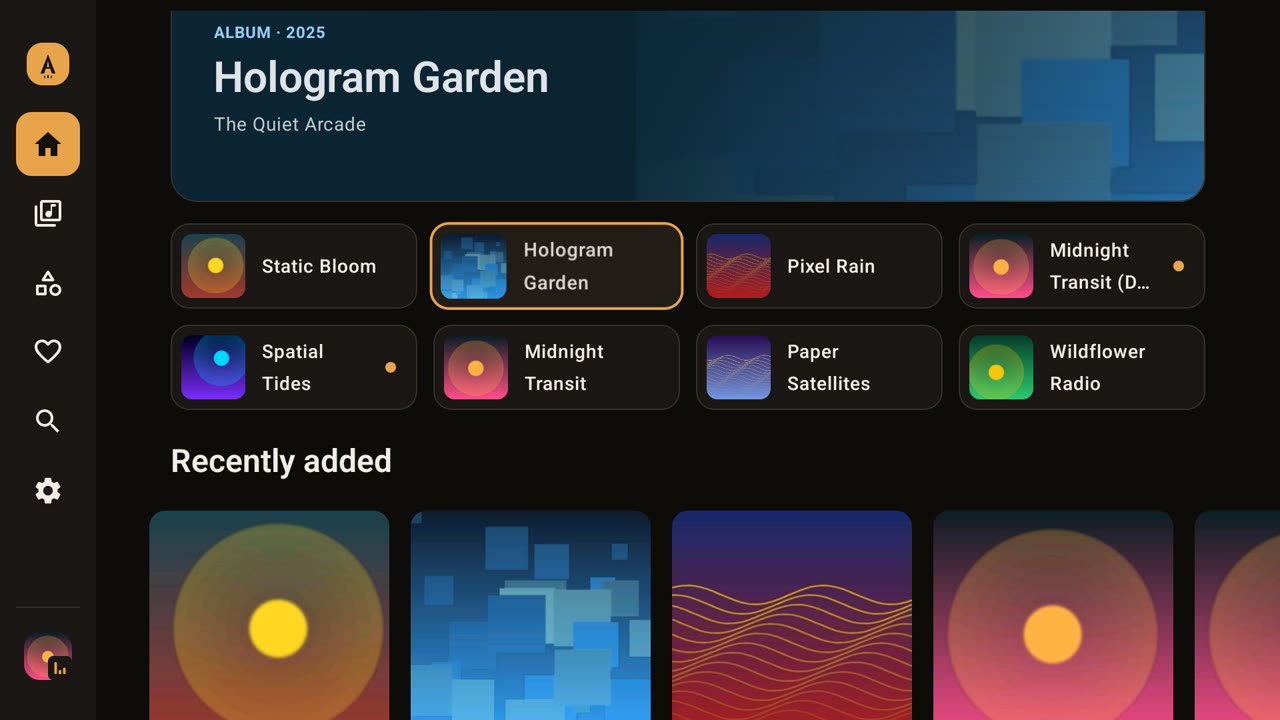 A
ALBUM · 2025
Hologram Garden
The Quiet Arcade
Static Bloom
Hologram
Garden
Pixel Rain
Midnight
Transit (D…
Spatial
Tides
Midnight
Transit
Paper
Satellites
Wildflower
Radio
Recently added